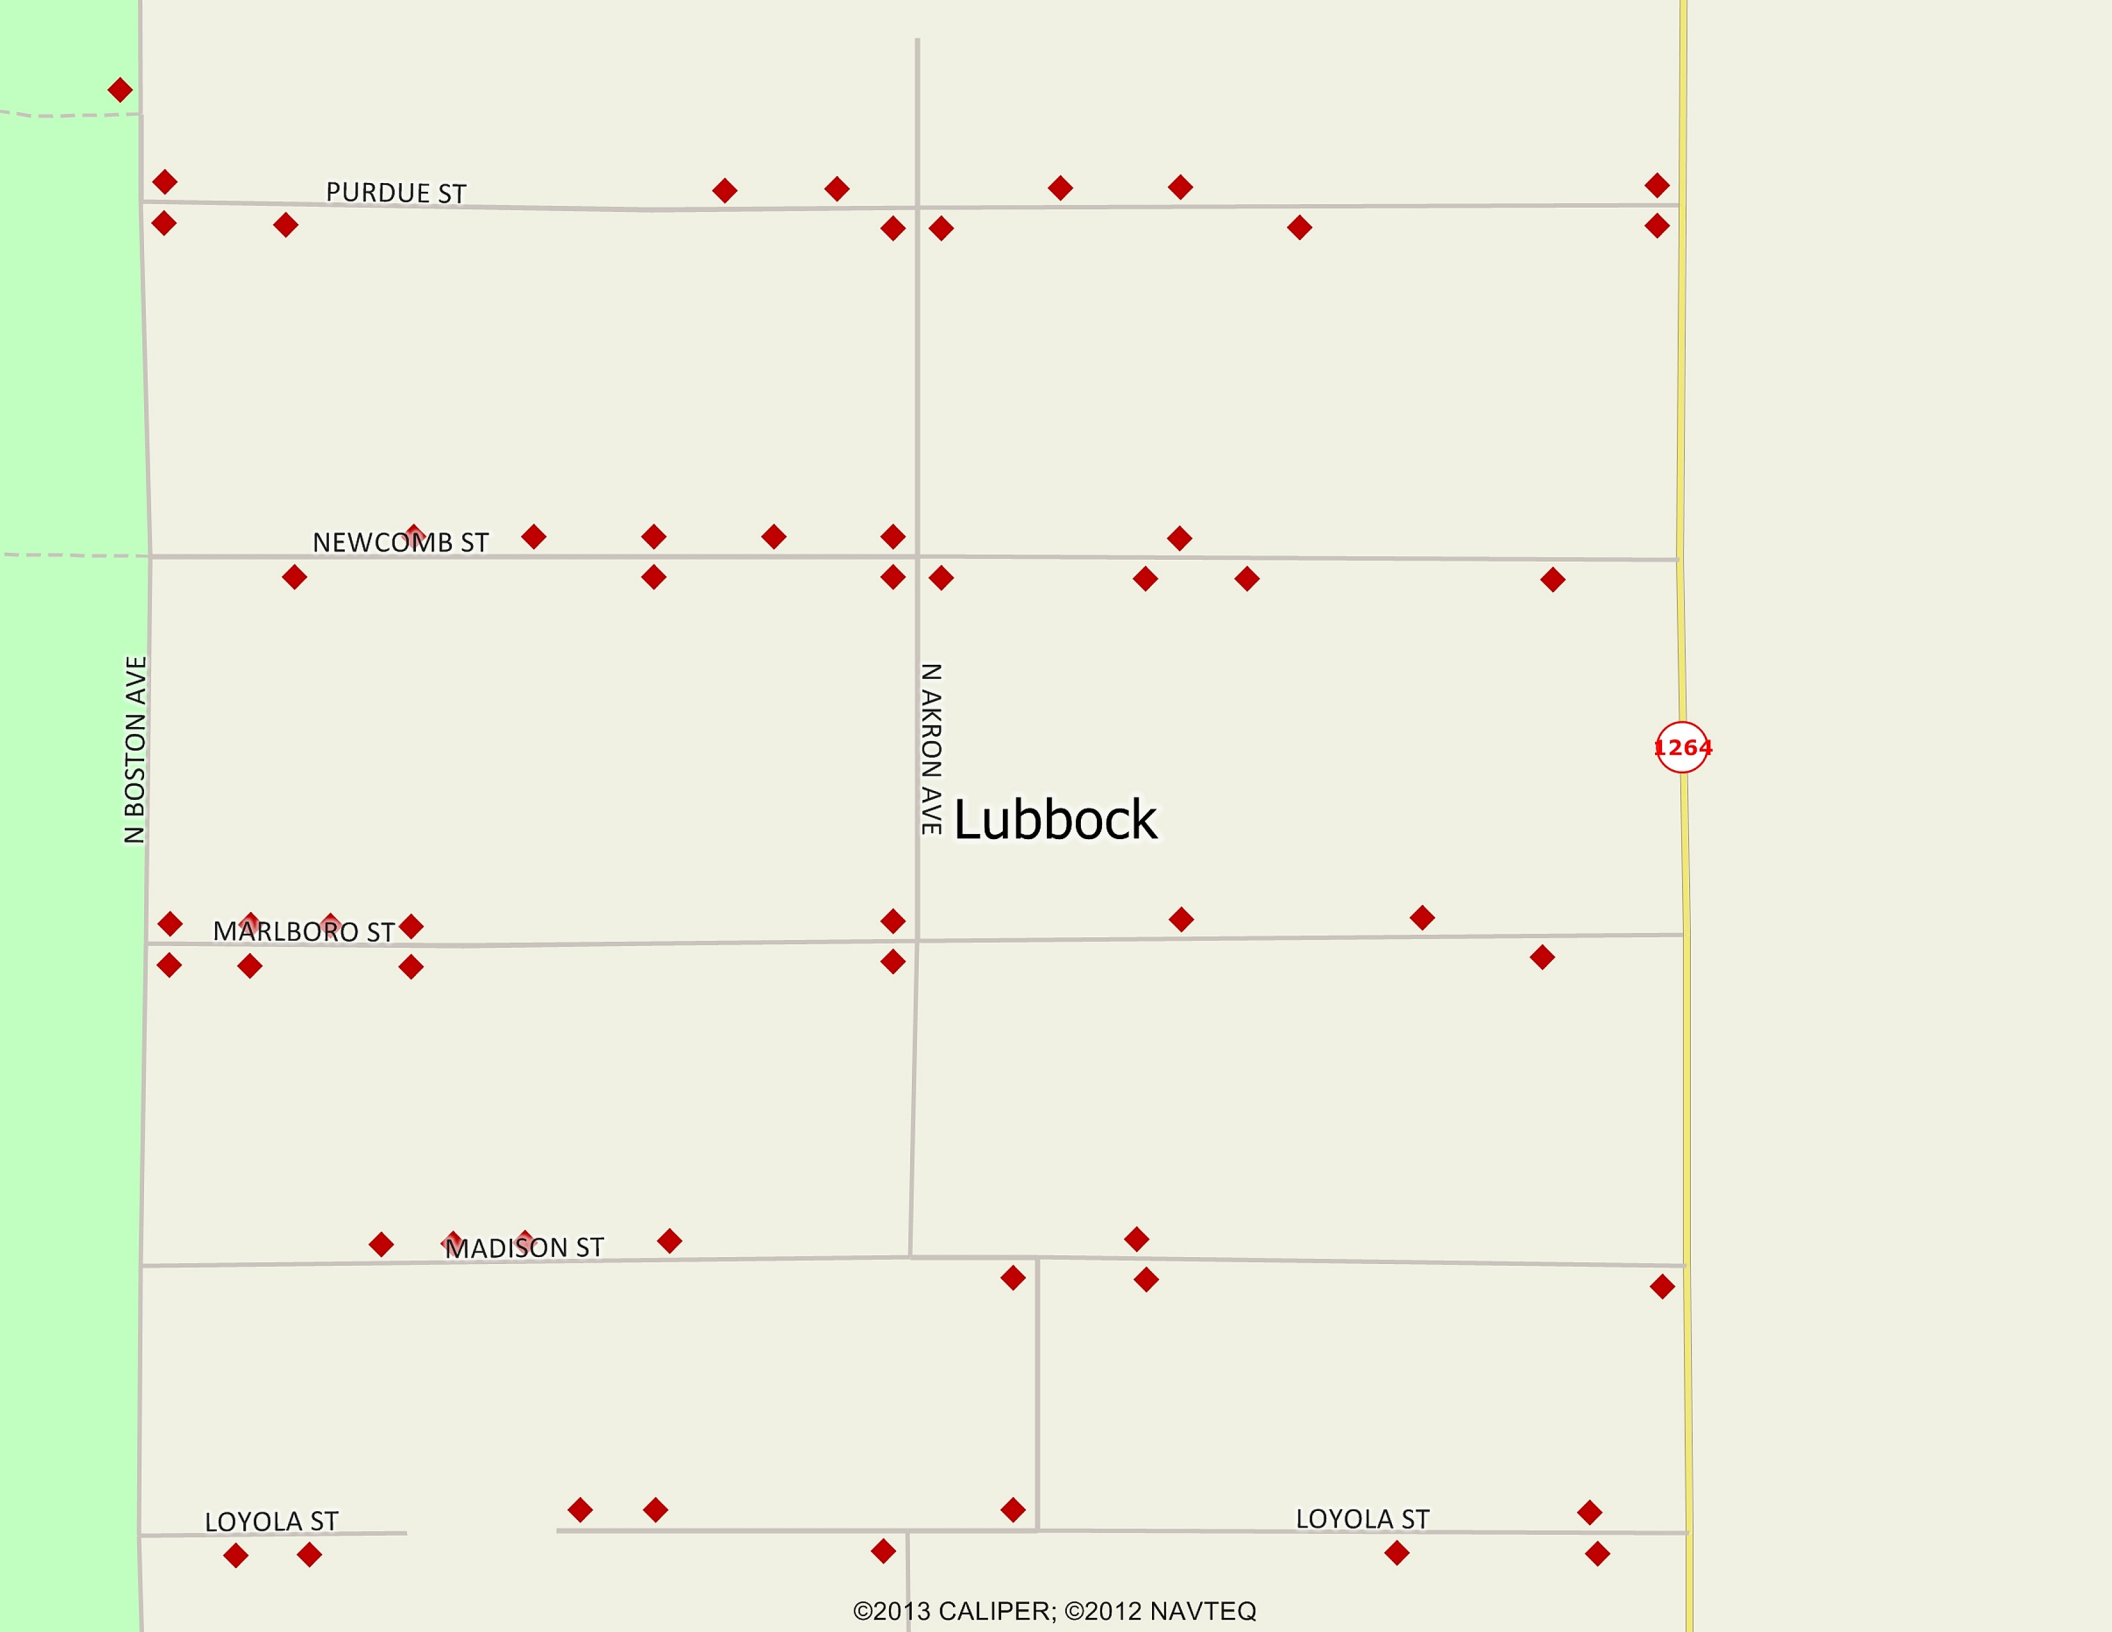 PURDUE ST
NEWCOMB ST
N BOSTON AVE
N AKRON AVE
1264
Lubbock
MARLBORO ST
MADISON ST
LOYOLA ST
LOYOLA ST
©2013 CALIPER; ©2012 NAVTEQ